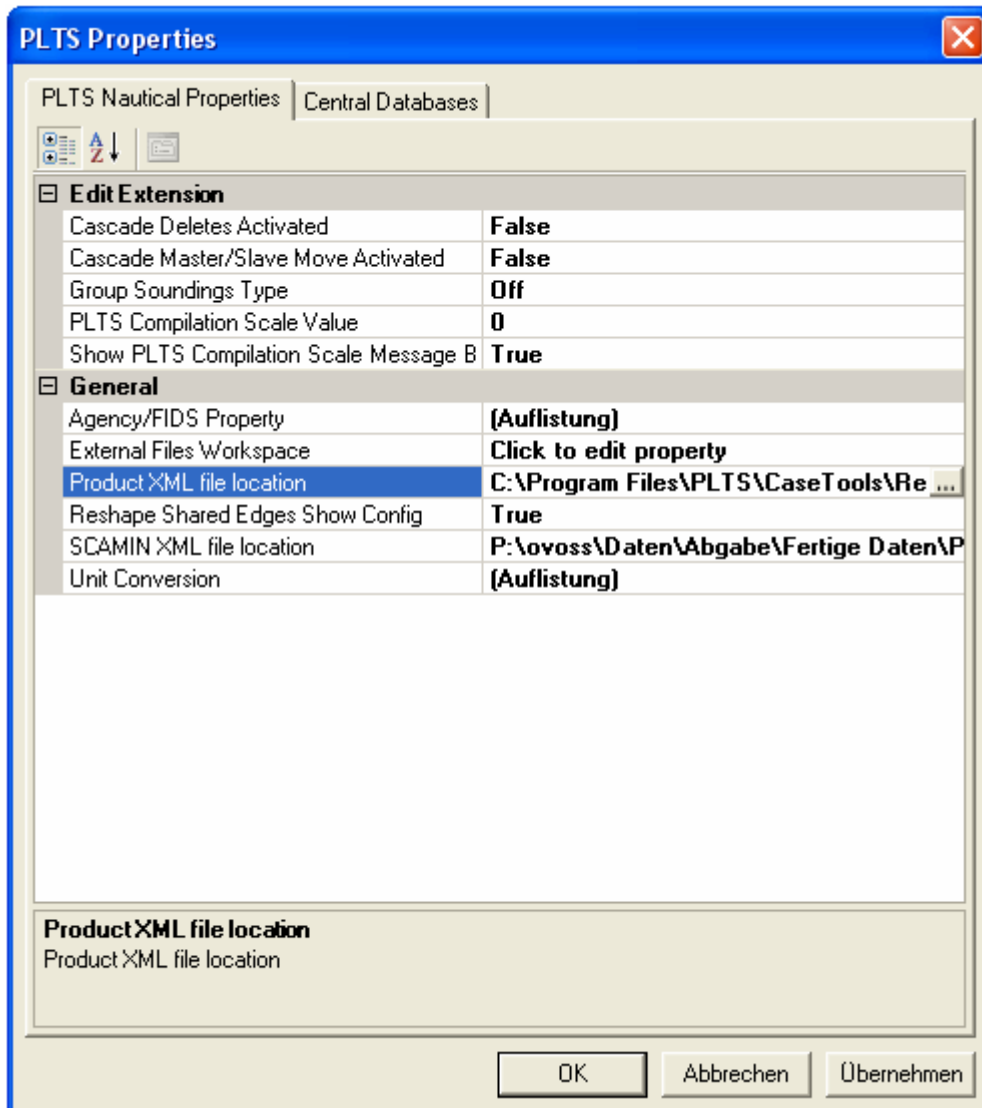 PLTS Properties
PLTS Nautical Properties
Central Databases
Edit Extension
Cascade Deletes Activated False
Cascade Master/Slave Move Activated False
Group Soundings Type Off
PLTS Compilation Scale Value 0
Show PLTS Compilation Scale Message B True
General
Agency/FIDS Property (Auflistung)
External Files Workspace Click to edit property
Product XML file location C:\Program Files\PLTS\CaseTools\Re ...
Reshape Shared Edges Show Config True
SCAMIN XML file location P:\ovoss\Daten\Abgabe\Fertige Daten\P
Unit Conversion (Auflistung)
Product XML file location
Product XML file location
OK Abbrechen Übernehmen